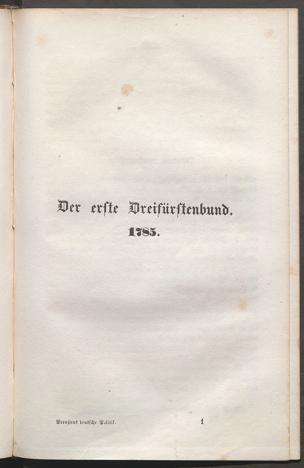 Der erste Dreifürstenbund.
1785.
Preußens deutsche Politik. 1